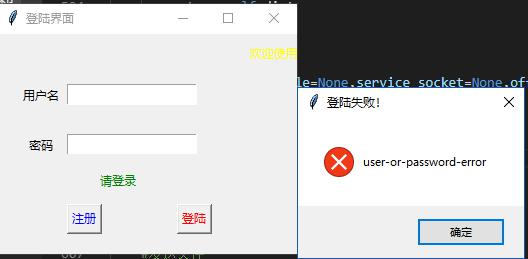 登陆界面
欢迎使用
le=None,service_socket=None,of
登陆失败!
用户名
密码
user-or-password-error
请登录
注册
登陆
确定